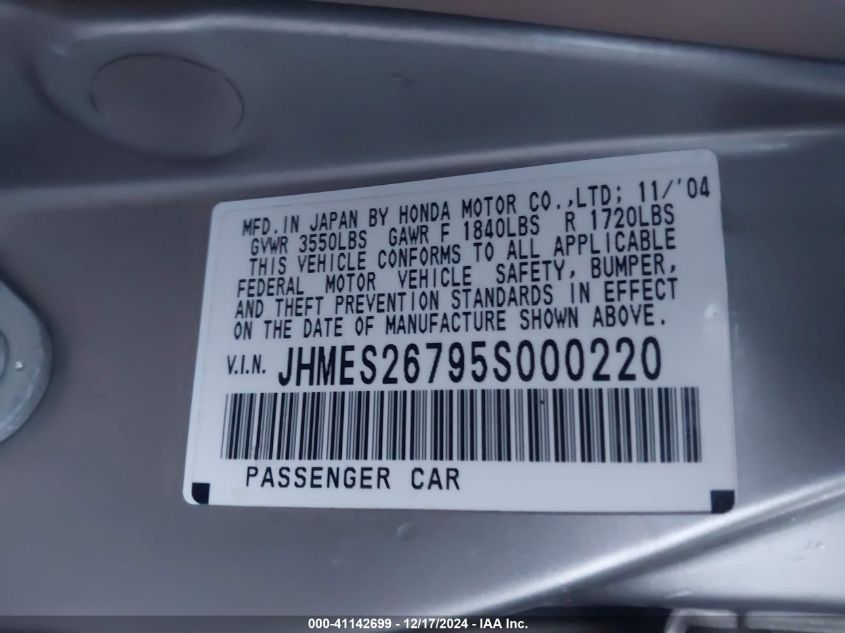 MFD.IN JAPAN BY HONDA MOTOR CO.,LTD; 11/'04
GVWR 3550LBS GAWR F 1840LBS R 1720LBS
THIS VEHICLE CONFORMS TO ALL APPLICABLE
FEDERAL MOTOR VEHICLE SAFETY, BUMPER,
AND THEFT PREVENTION STANDARDS IN EFFECT
ON THE DATE OF MANUFACTURE SHOWN ABOVE.
V.I.N. JHMES26795S000220
PASSENGER CAR
000-41142699 - 12/17/2024 - IAA Inc.